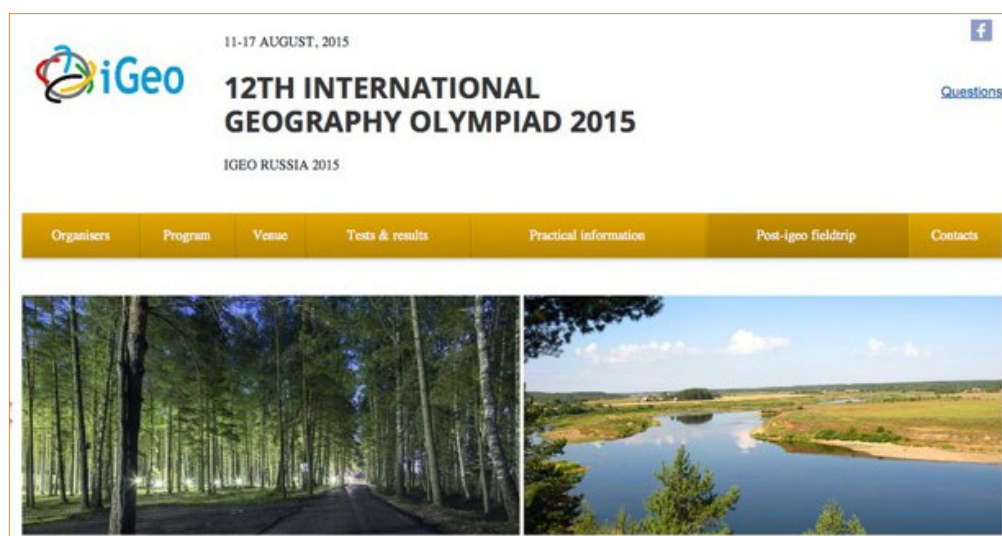 11-17 AUGUST, 2015
iGeo
12TH INTERNATIONAL
GEOGRAPHY OLYMPIAD 2015
Questions
IGEO RUSSIA 2015
Organisers Program Venue Tests & results Practical information Post-igeo fieldtrip Contacts